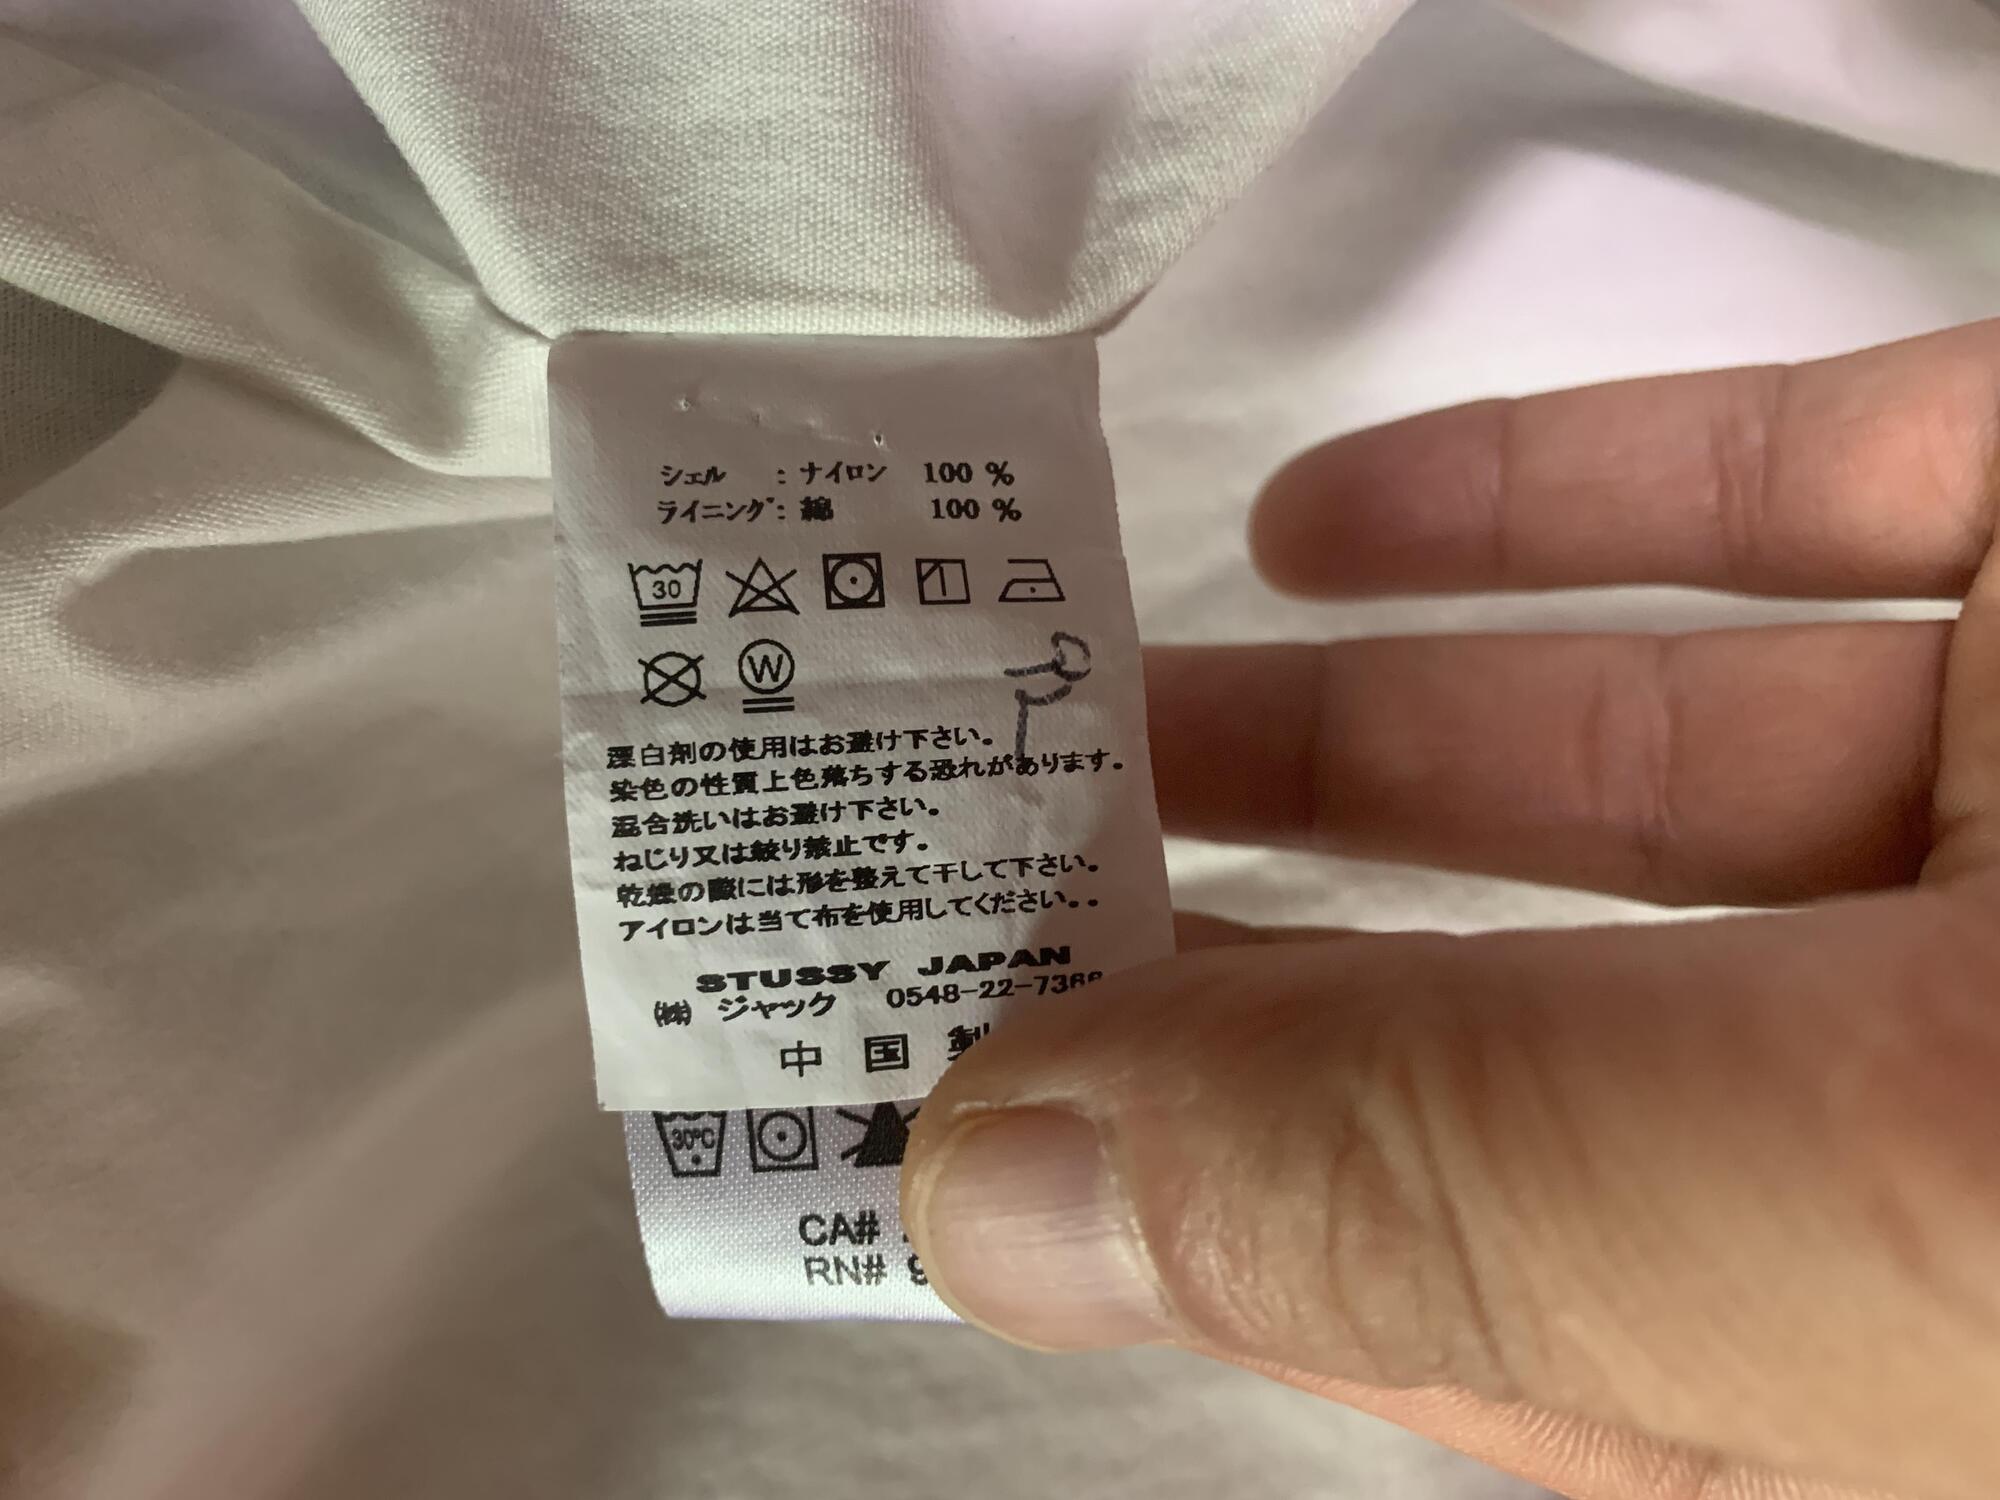 シェル : ナイロン 100 %
ライニング : 綿 100 %
30
W
漂白剤の使用はお避け下さい。
染色の性質上色落ちする恐れがあります。
混合洗いはお避け下さい。
ねじり又は絞り禁止です。
乾燥の際には形を整えて干して下さい。
アイロンは当て布を使用してください。.
STUSSY JAPAN
㈱ ジャック 0548-22-736
中 国 製
30°C
CA#
RN# 9